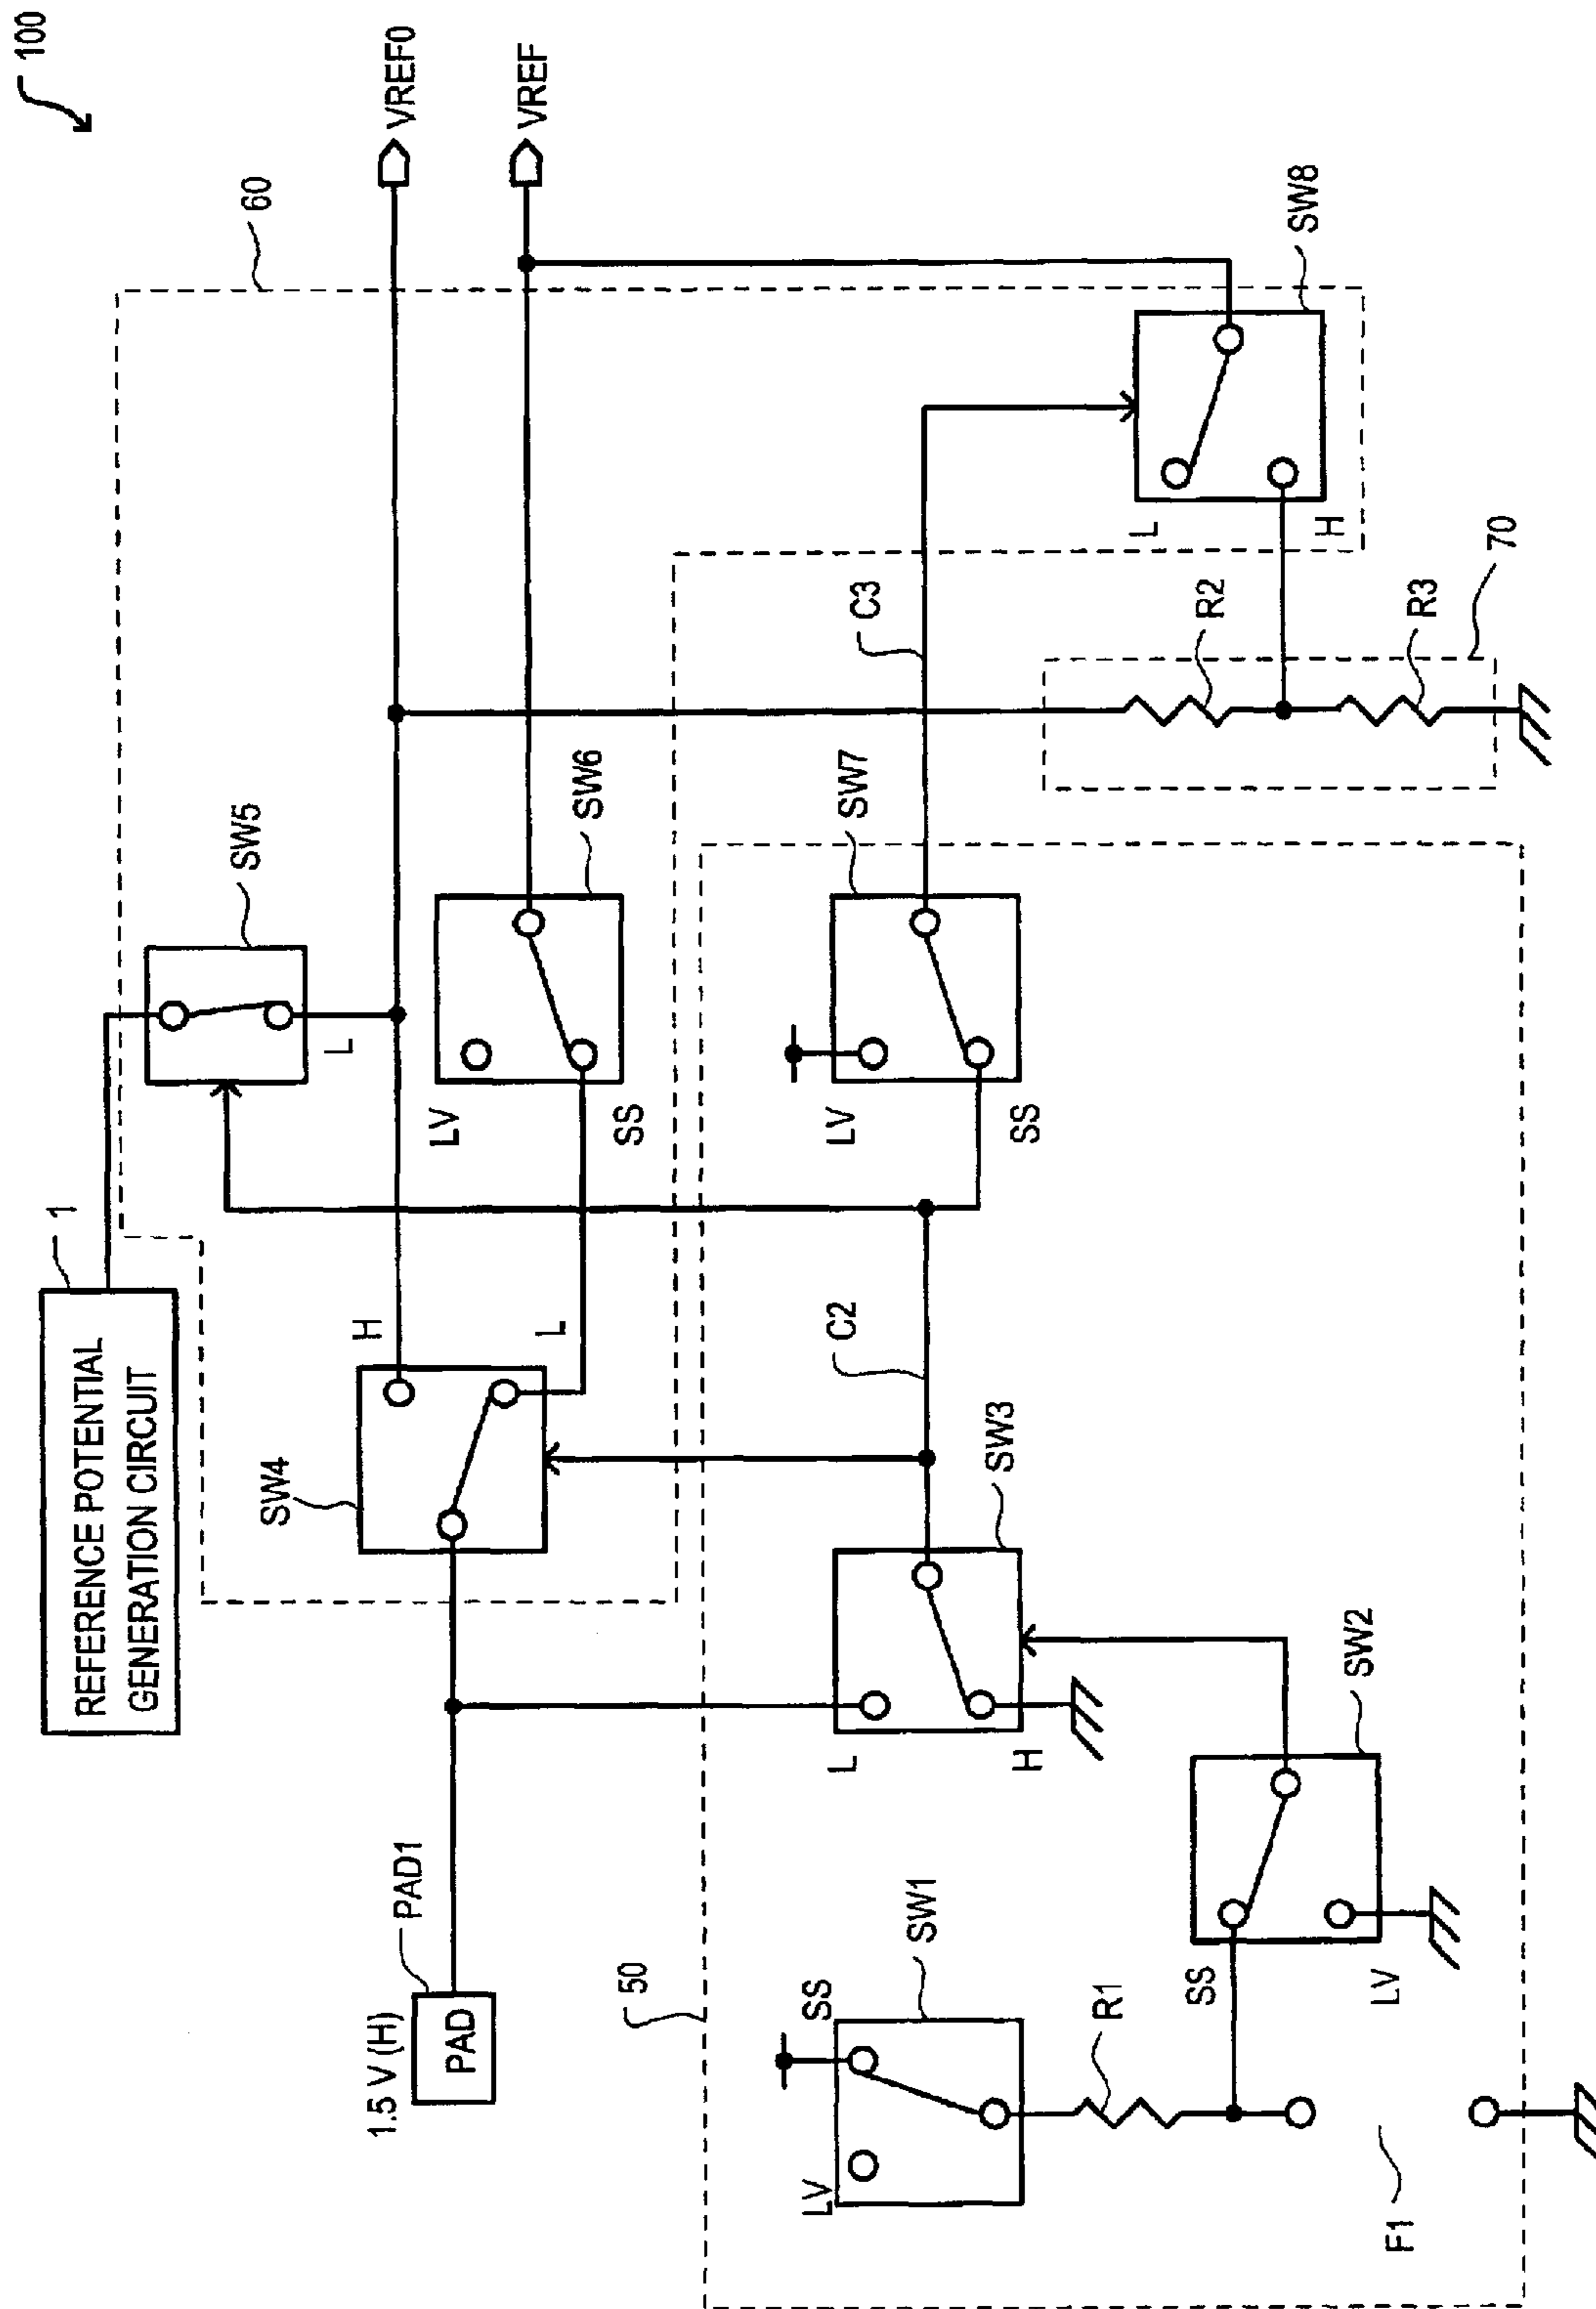 100
REFERENCE POTENTIAL
GENERATION CIRCUIT
1
SW5
60
VREF0
VREF
L
SW4
H
L
LV
SS
SW6
1.5 V (H)
PAD
PAD1
C2
LV
SS
SW7
C3
50
L
H
SW3
SW8
L
H
LV
SS
SW1
R1
SS
LV
SW2
R2
R3
70
F1